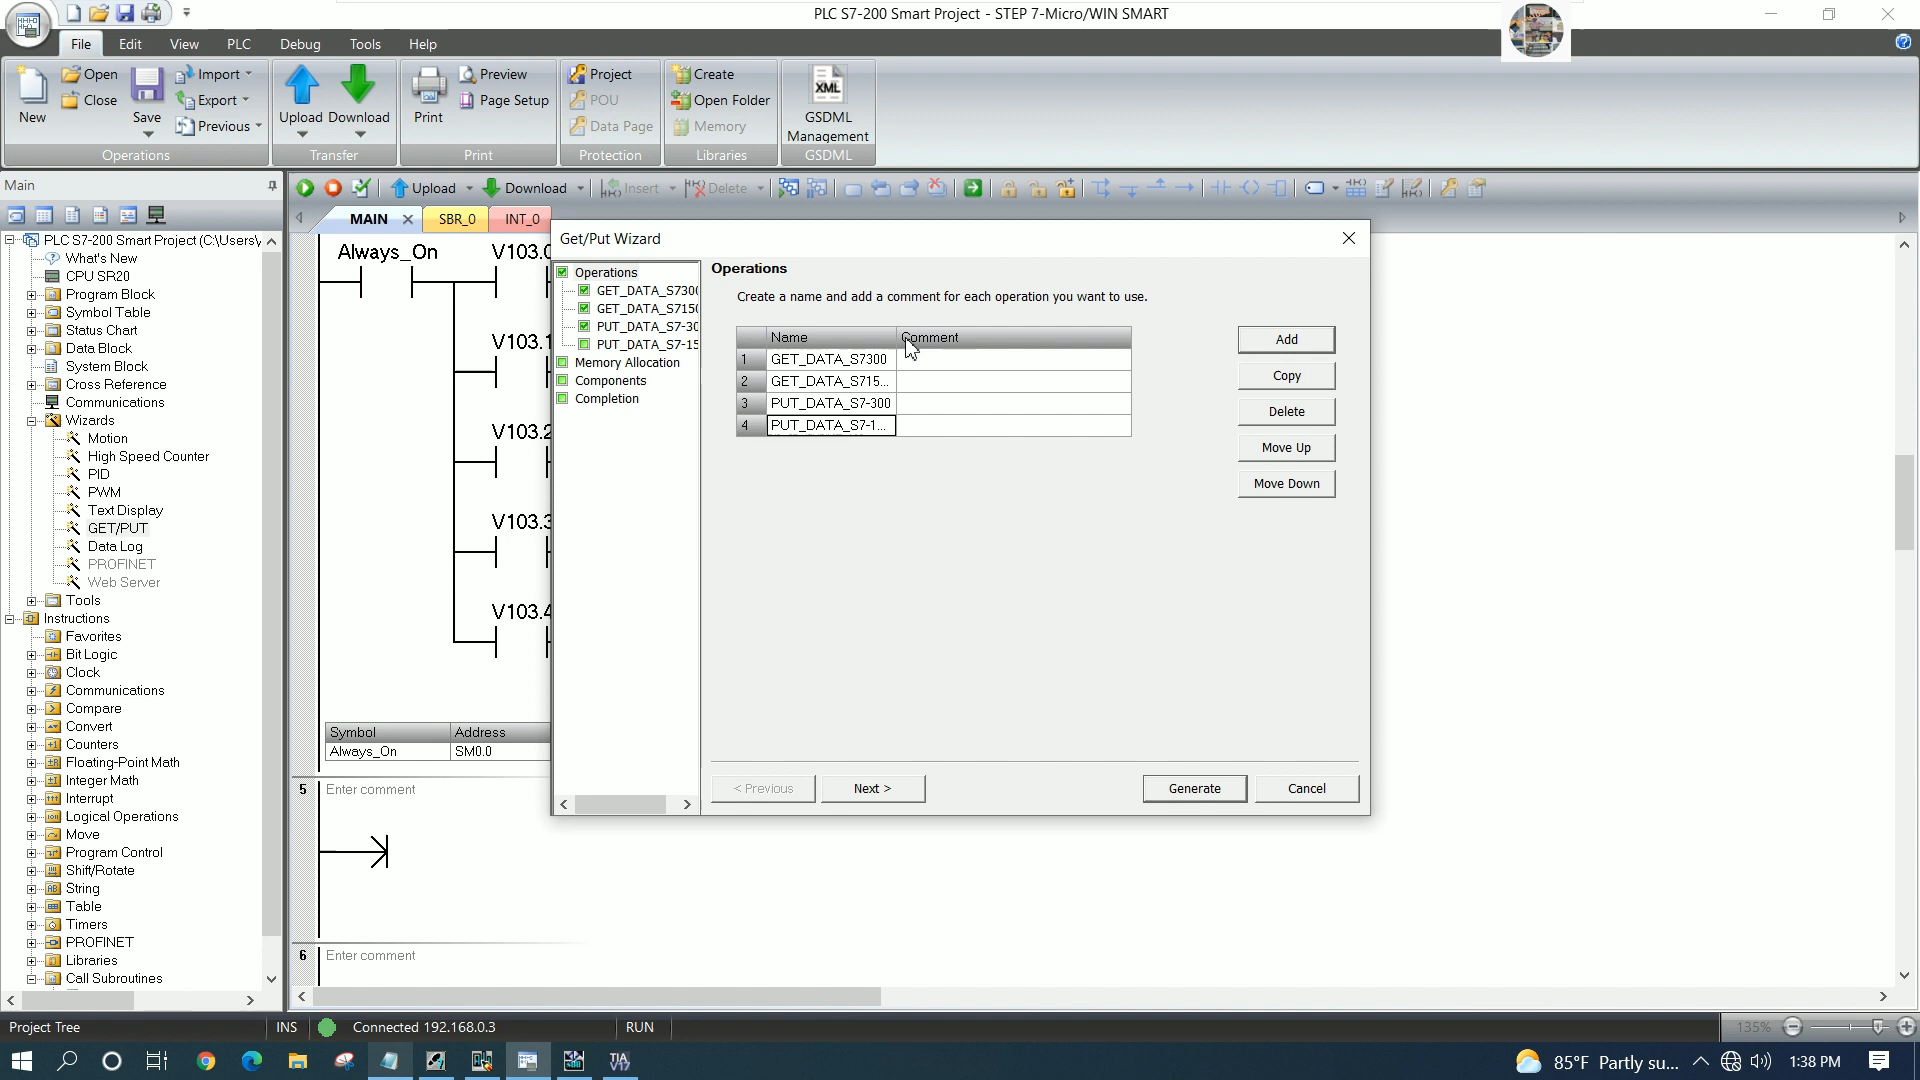 PLC S7-200 Smart Project - STEP 7-Micro/WIN SMART
File Edit View PLC Debug Tools Help
New
Open
Close
Save
Import
Export
Previous
Operations
Upload
Download
Transfer
Print
Preview
Page Setup
Print
Project
POU
Data Page
Protection
Create
Open Folder
Memory
Libraries
XML
GSDML
Management
GSDML
Main
Upload Download Insert Delete
MAIN SBR_0 INT_0
PLC S7-200 Smart Project (C:\Users\
What's New
CPU SR20
Program Block
Symbol Table
Status Chart
Data Block
System Block
Cross Reference
Communications
Wizards
Motion
High Speed Counter
PID
PWM
Text Display
GET/PUT
Data Log
PROFINET
Web Server
Tools
Instructions
Favorites
Bit Logic
Clock
Communications
Compare
Convert
Counters
Floating-Point Math
Integer Math
Interrupt
Logical Operations
Move
Program Control
Shift/Rotate
String
Table
Timers
PROFINET
Libraries
Call Subroutines
Always_On V103.0
V103.1
V103.2
V103.3
V103.4
Symbol Address
Always_On SM0.0
5 Enter comment
6 Enter comment
Get/Put Wizard
Operations
GET_DATA_S7300
GET_DATA_S7150
PUT_DATA_S7-30
PUT_DATA_S7-15
Memory Allocation
Components
Completion
Operations
Create a name and add a comment for each operation you want to use.
Name Comment
1 GET_DATA_S7300
2 GET_DATA_S715...
3 PUT_DATA_S7-300
4 PUT_DATA_S7-1...
Add
Copy
Delete
Move Up
Move Down
< Previous Next > Generate Cancel
Project Tree INS Connected 192.168.0.3 RUN 135%
TIA V17
85°F Partly su... 1:38 PM